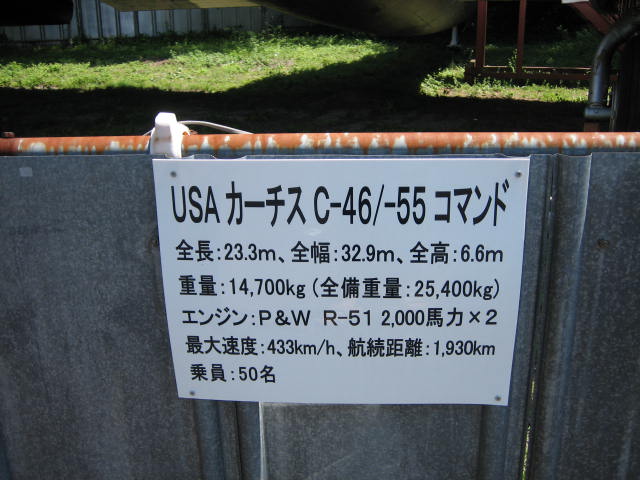 USA カーチス C-46/-55 コマンド
全長:23.3m、全幅:32.9m、全高:6.6m
重量:14,700kg(全備重量:25,400kg)
エンジン:P&W R-51 2,000馬力×2
最大速度:433km/h、航続距離:1,930km
乗員:50名